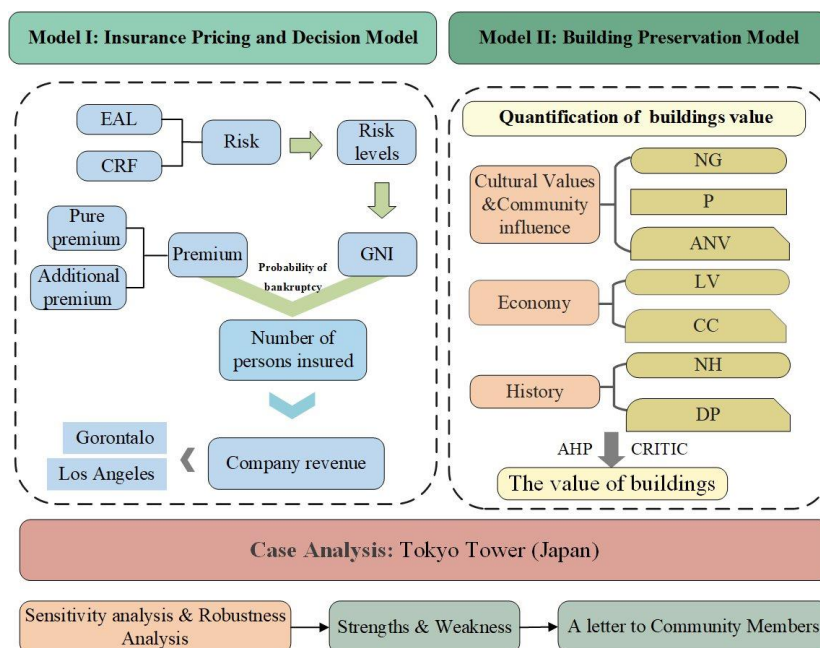 Model I: Insurance Pricing and Decision Model
Model II: Building Preservation Model
EAL
CRF
Risk
Risk
levels
Pure
premium
Additional
premium
Premium
Probability of
bankruptcy
GNI
Number of
persons insured
Gorontalo
Los Angeles
Company revenue
Quantification of buildings value
Cultural Values
&Community
influence
NG
P
ANV
Economy
LV
CC
History
NH
DP
AHP
CRITIC
The value of buildings
Case Analysis: Tokyo Tower (Japan)
Sensitivity analysis & Robustness
Analysis
Strengths & Weakness
A letter to Community Members